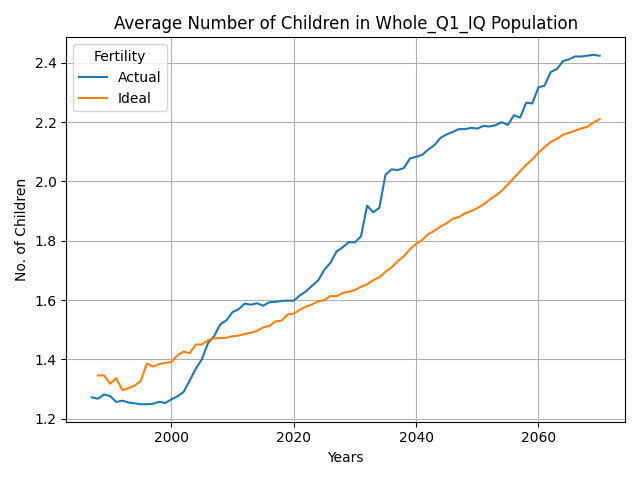 Average Number of Children in Whole_Q1_IQ Population
Fertility
Actual
Ideal
No. of Children
2.4
2.2
2.0
1.8
1.6
1.4
1.2
2000
2020
2040
2060
Years